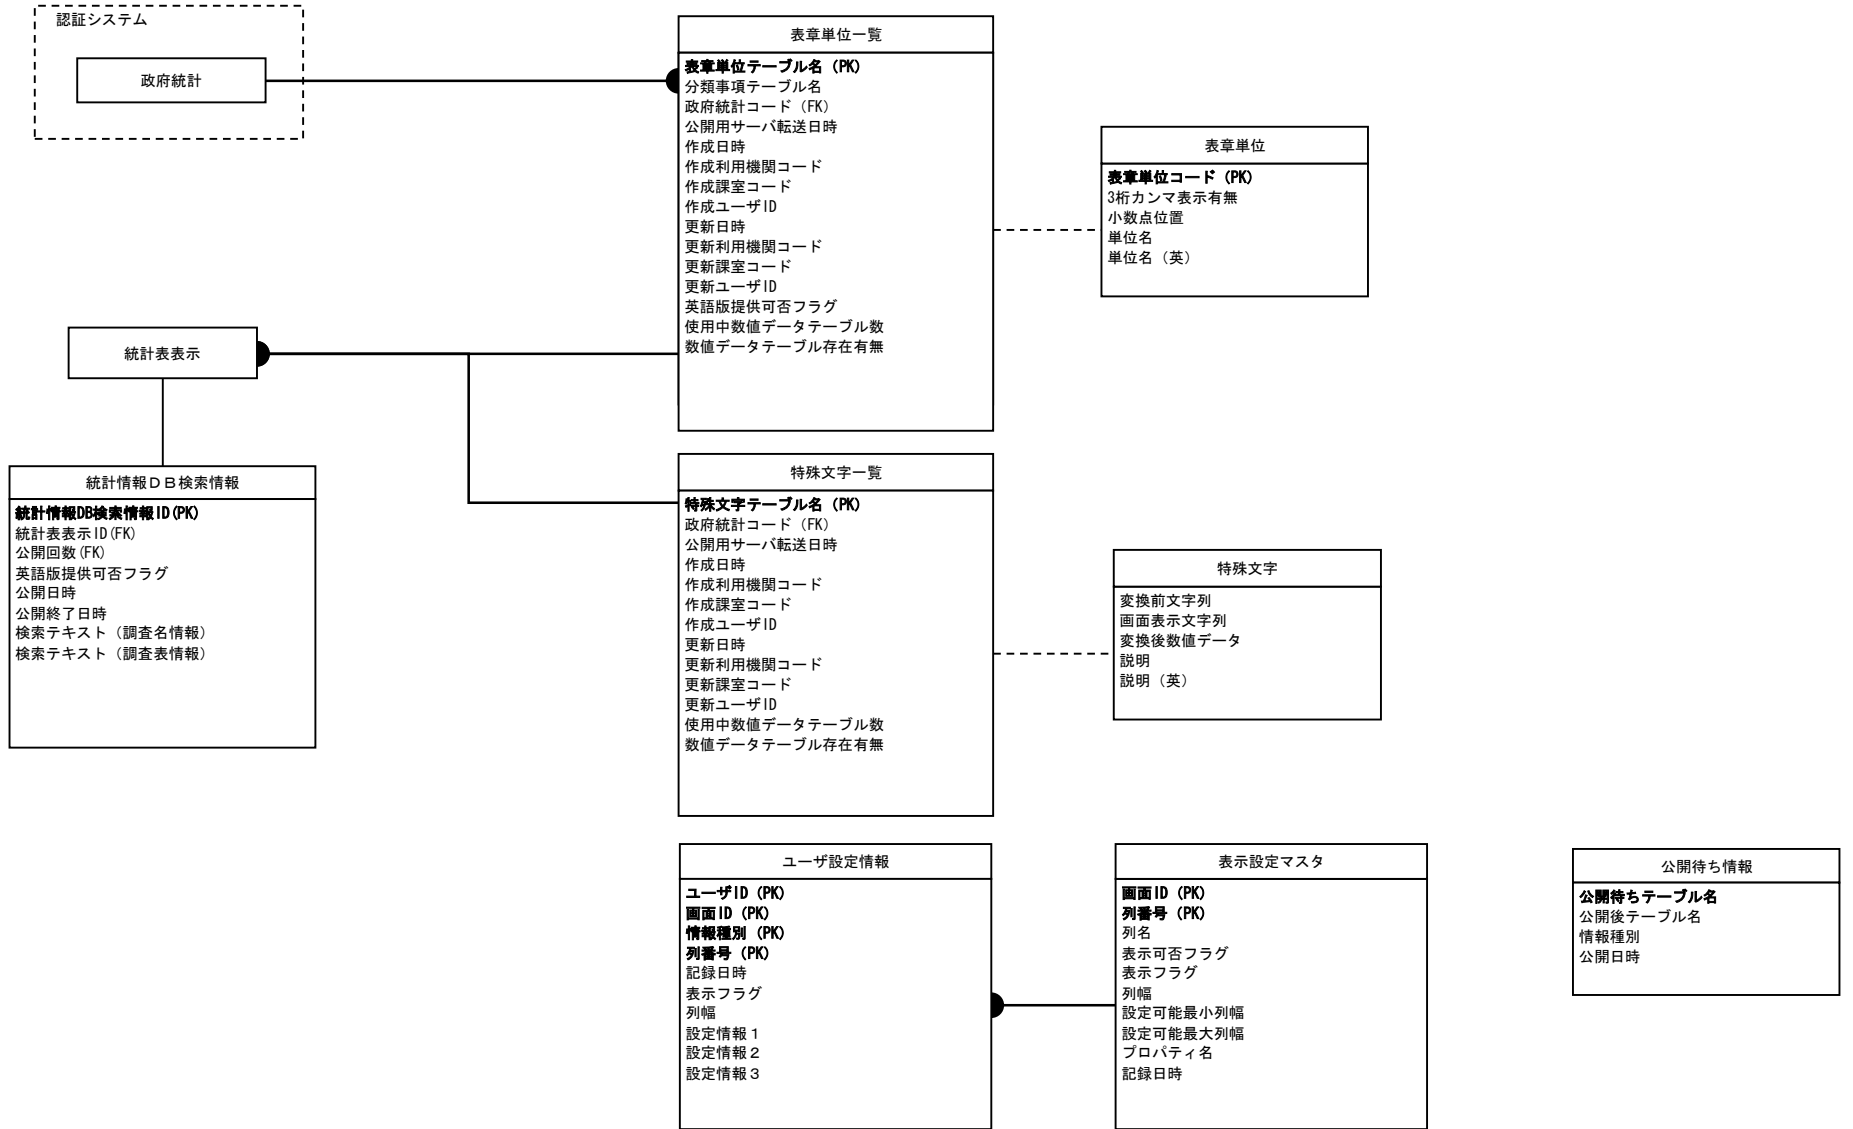 認証システム
政府統計
表章単位一覧
表章単位テーブル名（PK）
分類事項テーブル名
政府統計コード（FK）
公開用サーバ転送日時
作成日時
作成利用機関コード
作成課室コード
作成ユーザID
更新日時
更新利用機関コード
更新課室コード
更新ユーザID
英語版提供可否フラグ
使用中数値データテーブル数
数値データテーブル存在有無
表章単位
表章単位コード（PK）
3桁カンマ表示有無
小数点位置
単位名
単位名（英）
統計表表示
統計情報ＤＢ検索情報
統計情報DB検索情報ID(PK)
統計表表示ID(FK)
公開回数(FK)
英語版提供可否フラグ
公開日時
公開終了日時
検索テキスト（調査名情報）
検索テキスト（調査表情報）
特殊文字一覧
特殊文字テーブル名（PK）
政府統計コード（FK）
公開用サーバ転送日時
作成日時
作成利用機関コード
作成課室コード
作成ユーザID
更新日時
更新利用機関コード
更新課室コード
更新ユーザID
使用中数値データテーブル数
数値データテーブル存在有無
特殊文字
変換前文字列
画面表示文字列
変換後数値データ
説明
説明（英）
ユーザ設定情報
ユーザID（PK）
画面ID（PK）
情報種別（PK）
列番号（PK）
記録日時
表示フラグ
列幅
設定情報１
設定情報２
設定情報３
表示設定マスタ
画面ID（PK）
列番号（PK）
列名
表示可否フラグ
表示フラグ
列幅
設定可能最小列幅
設定可能最大列幅
プロパティ名
記録日時
公開待ち情報
公開待ちテーブル名
公開後テーブル名
情報種別
公開日時